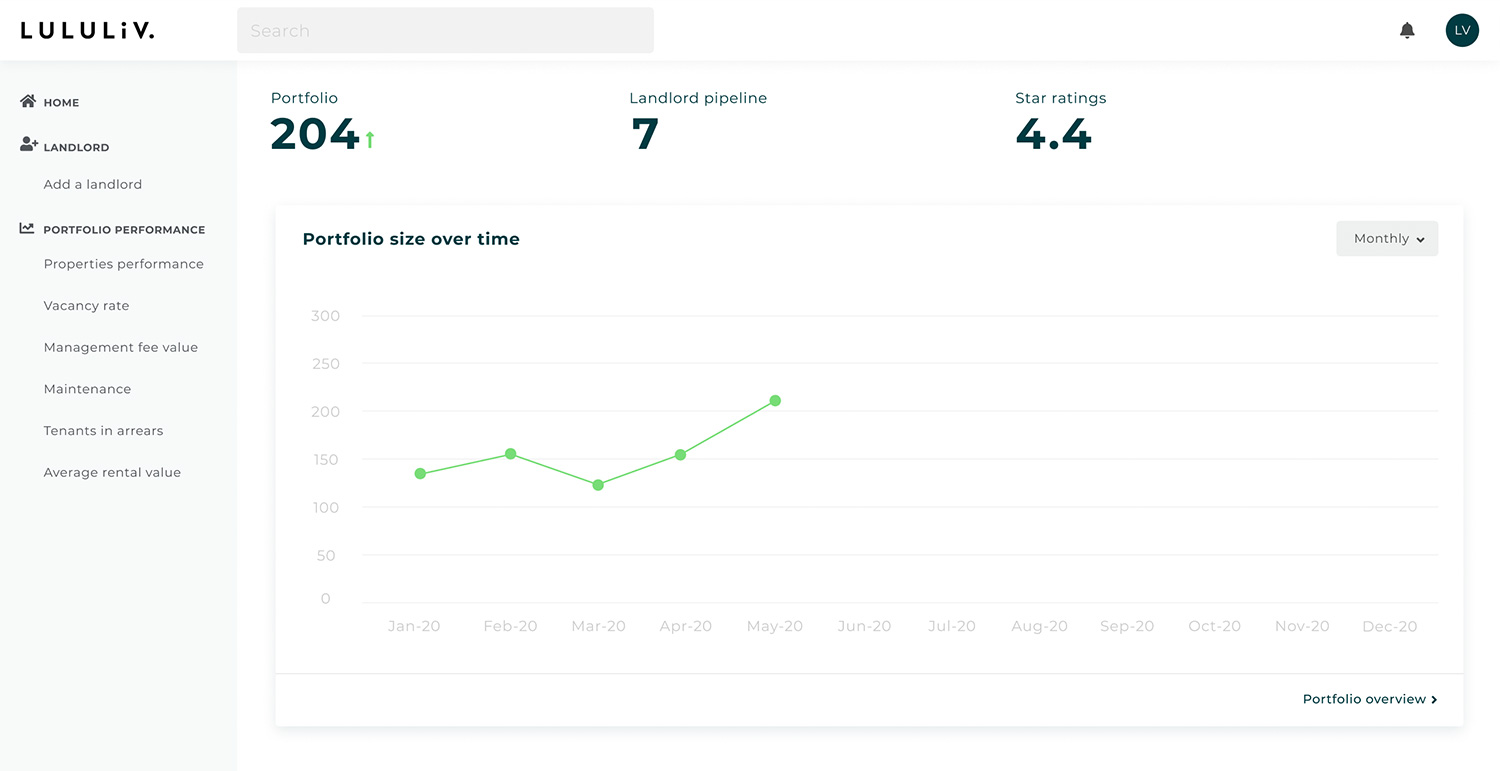 LULULiV.
Search
LV
HOME
LANDLORD
Add a landlord
PORTFOLIO PERFORMANCE
Properties performance
Vacancy rate
Management fee value
Maintenance
Tenants in arrears
Average rental value
Portfolio
204
Landlord pipeline
7
Star ratings
4.4
Portfolio size over time
Monthly
300
250
200
150
100
50
0
Jan-20 Feb-20 Mar-20 Apr-20 May-20 Jun-20 Jul-20 Aug-20 Sep-20 Oct-20 Nov-20 Dec-20
Portfolio overview